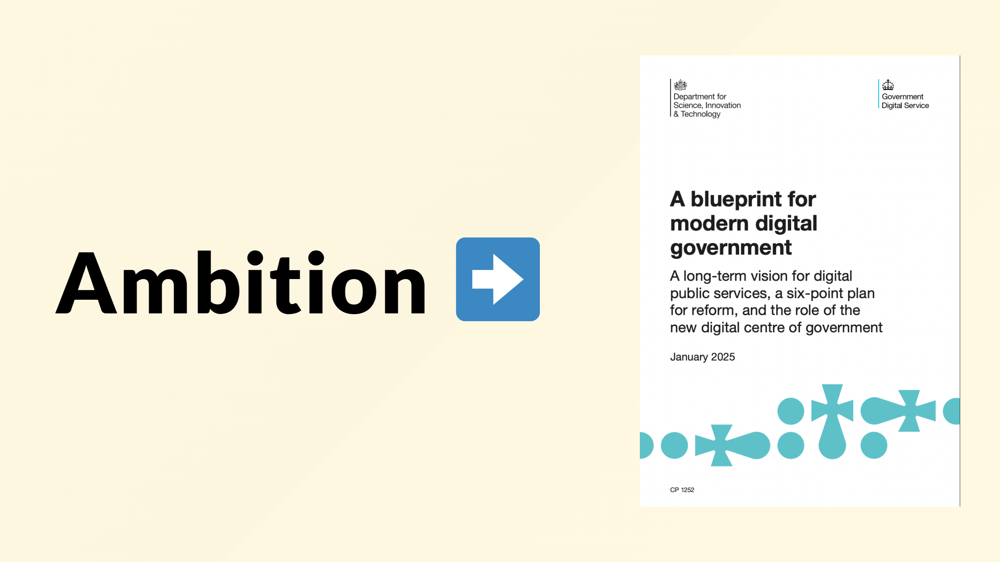 Ambition
Department for
Science, Innovation
& Technology
Government
Digital Service
A blueprint for
modern digital
government
A long-term vision for digital
public services, a six-point plan
for reform, and the role of the
new digital centre of government
January 2025
CP 1252